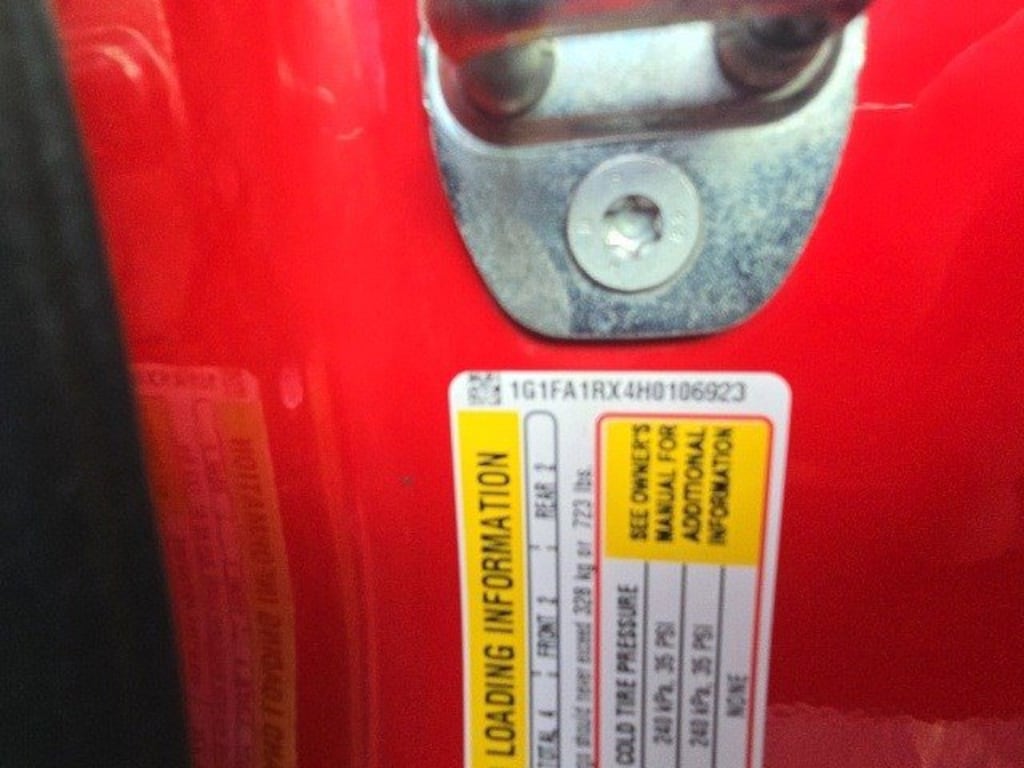 1G1FA1RX4H0106923
LOADING INFORMATION
TOTAL 4 : FRONT 2 : REAR 2
should never exceed 328 kg or 723 lbs.
SEE OWNER'S
MANUAL FOR
ADDITIONAL
INFORMATION
COLD TIRE PRESSURE
240 kPa, 35 PSI
240 kPa, 35 PSI
NONE